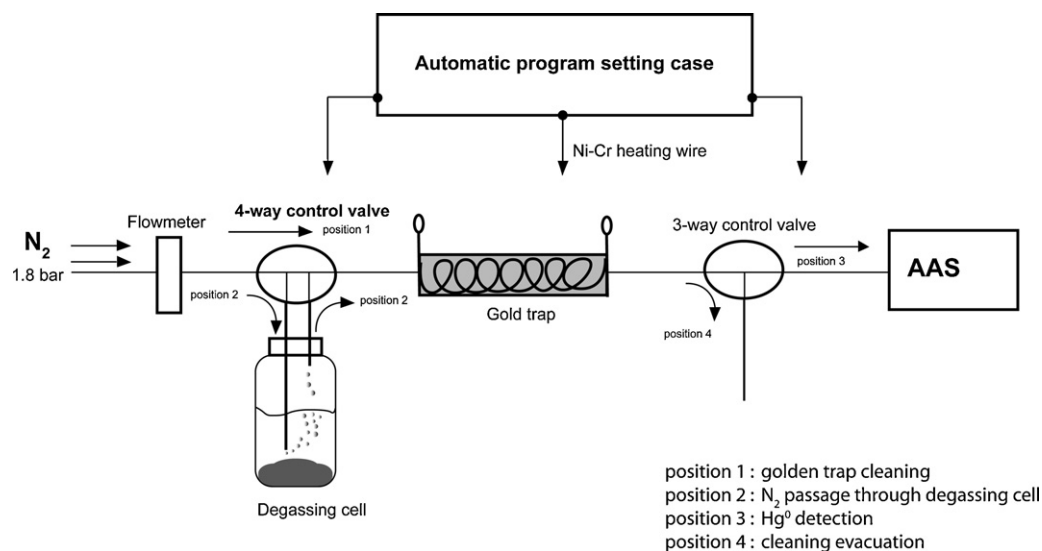 Automatic program setting case
Ni-Cr heating wire
Flowmeter
4-way control valve
position 1
3-way control valve
N₂
1.8 bar
position 2
position 2
position 3
AAS
Gold trap
position 4
Degassing cell
position 1 : golden trap cleaning
position 2 : N₂ passage through degassing cell
position 3 : Hg⁰ detection
position 4 : cleaning evacuation